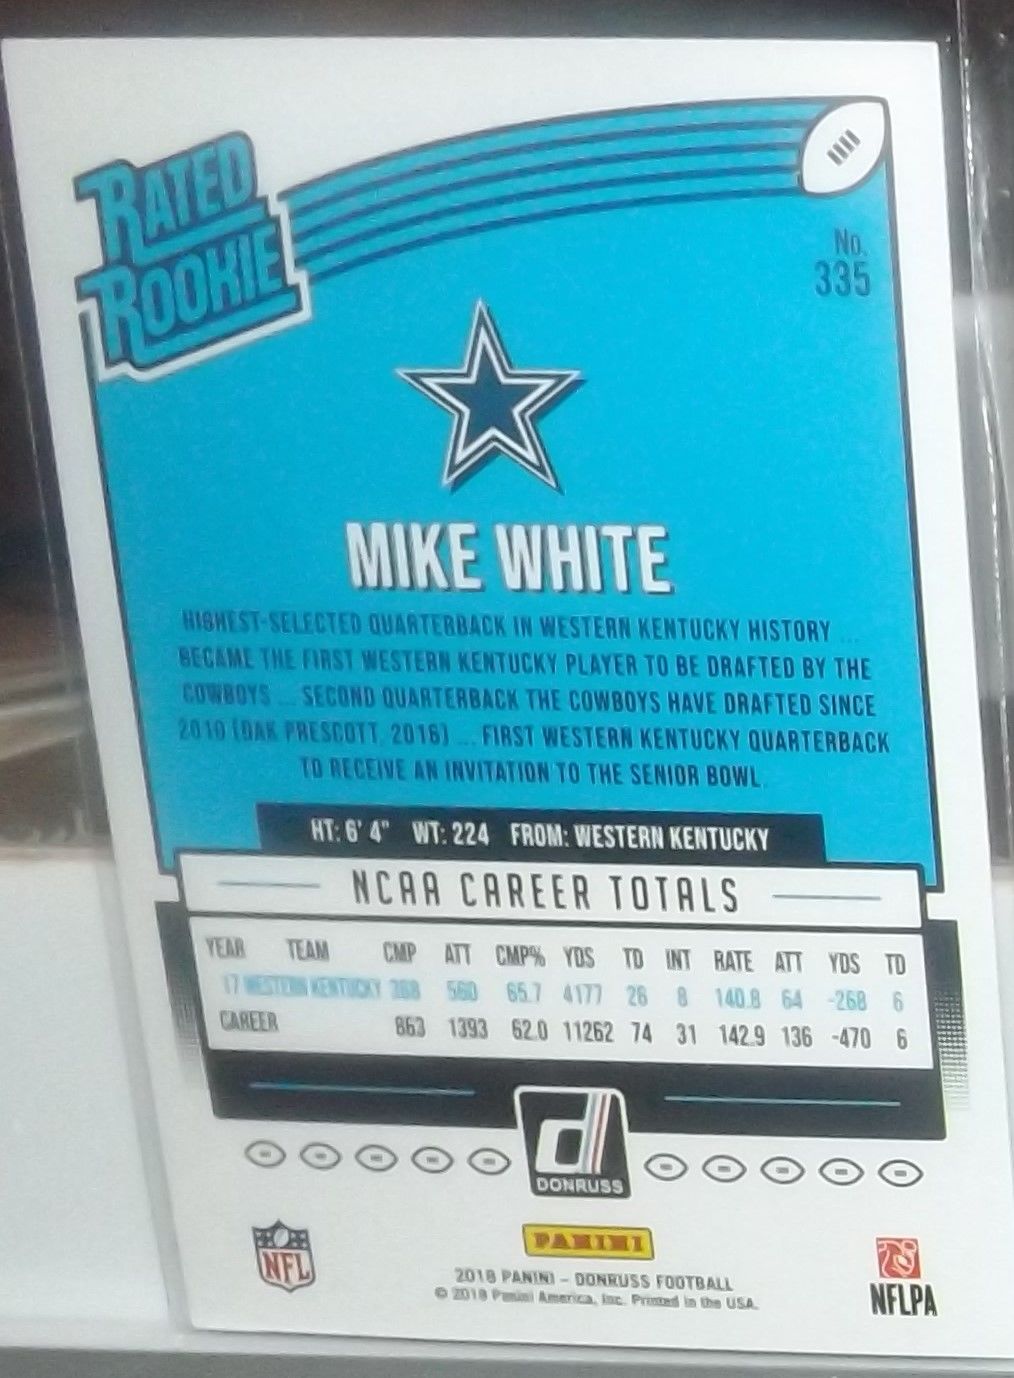 RATED
ROOKIE
No.
335
MIKE WHITE
HIGHEST-SELECTED QUARTERBACK IN WESTERN KENTUCKY HISTORY ...
BECAME THE FIRST WESTERN KENTUCKY PLAYER TO BE DRAFTED BY THE
COWBOYS ... SECOND QUARTERBACK THE COWBOYS HAVE DRAFTED SINCE
2010 (DAK PRESCOTT, 2016) ... FIRST WESTERN KENTUCKY QUARTERBACK
TO RECEIVE AN INVITATION TO THE SENIOR BOWL.
HT: 6' 4" WT: 224 FROM: WESTERN KENTUCKY
NCAA CAREER TOTALS
YEAR TEAM CMP ATT CMP% YDS TD INT RATE ATT YDS TD
17 WESTERN KENTUCKY 368 560 65.7 4177 26 8 140.8 64 -268 6
CAREER 863 1393 62.0 11262 74 31 142.9 136 -470 6
d
DONRUSS
PANINI
NFL
2018 PANINI – DONRUSS FOOTBALL
© 2018 Panini America, Inc. Printed in the USA.
NFLPA